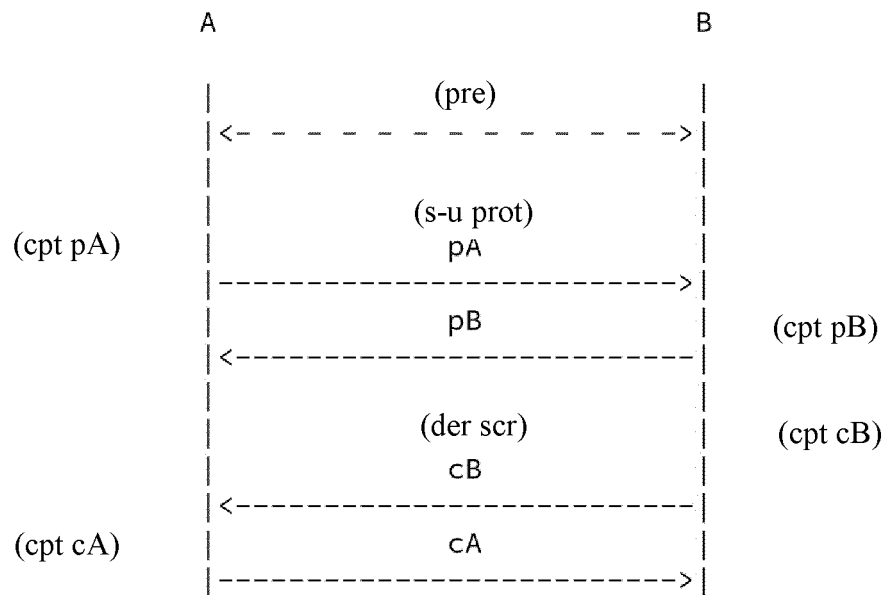 A B
(pre)
(s-u prot)
(cpt pA) pA
pB (cpt pB)
(der scr) (cpt cB)
cB
(cpt cA) cA